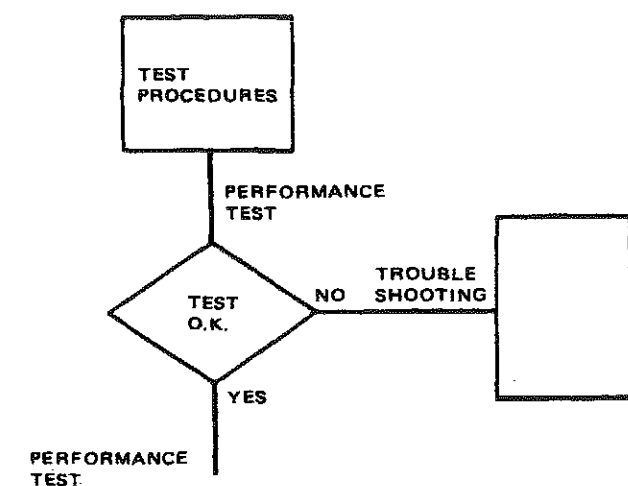 TEST
PROCEDURES
PERFORMANCE
TEST
TEST
O.K.
NO
TROUBLE
SHOOTING
YES
PERFORMANCE
TEST